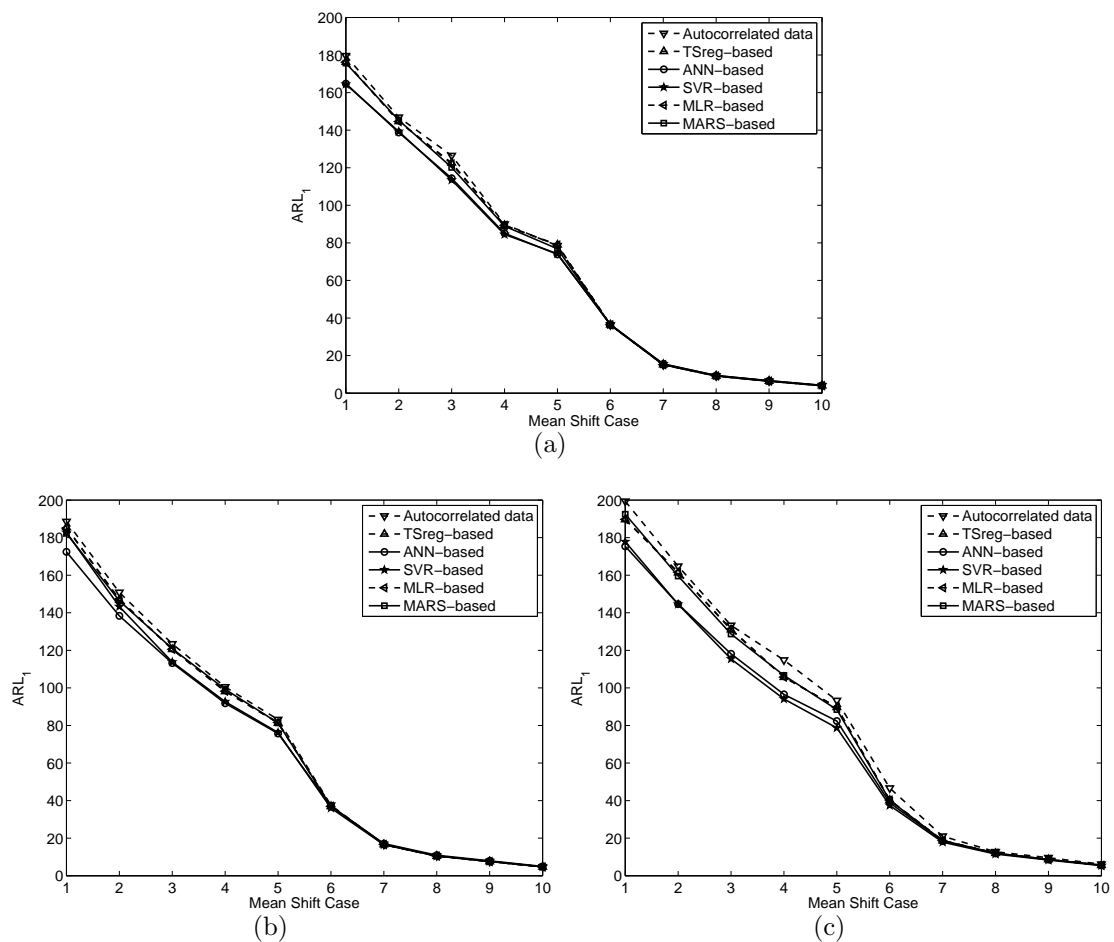 200
180
160
140
120
100
80
60
40
20
0
ARL1
1 2 3 4 5 6 7 8 9 10
Mean Shift Case
Autocorrelated data
TSreg−based
ANN−based
SVR−based
MLR−based
MARS−based
(a)
200
180
160
140
120
100
80
60
40
20
0
ARL1
1 2 3 4 5 6 7 8 9 10
Mean Shift Case
Autocorrelated data
TSreg−based
ANN−based
SVR−based
MLR−based
MARS−based
(b)
200
180
160
140
120
100
80
60
40
20
0
ARL1
1 2 3 4 5 6 7 8 9 10
Mean Shift Case
Autocorrelated data
TSreg−based
ANN−based
SVR−based
MLR−based
MARS−based
(c)